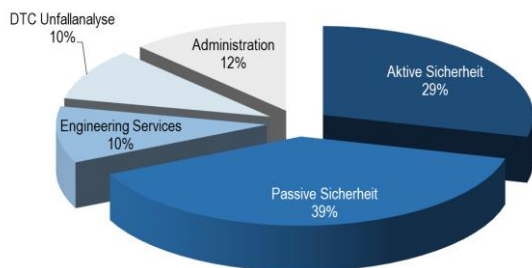 DTC Unfallanalyse
10%
Administration
12%
Aktive Sicherheit
29%
Engineering Services
10%
Passive Sicherheit
39%